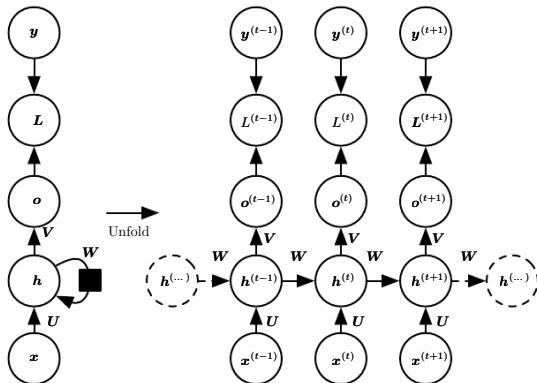 y y^{(t-1)} y^{(t)} y^{(t+1)}
L L^{(t-1)} L^{(t)} L^{(t+1)}
o o^{(t-1)} o^{(t)} o^{(t+1)}
Unfold
V V V V
W W W W W
h h^{(...)} h^{(t-1)} h^{(t)} h^{(t+1)} h^{(...)}
U U U U
x x^{(t-1)} x^{(t)} x^{(t+1)}